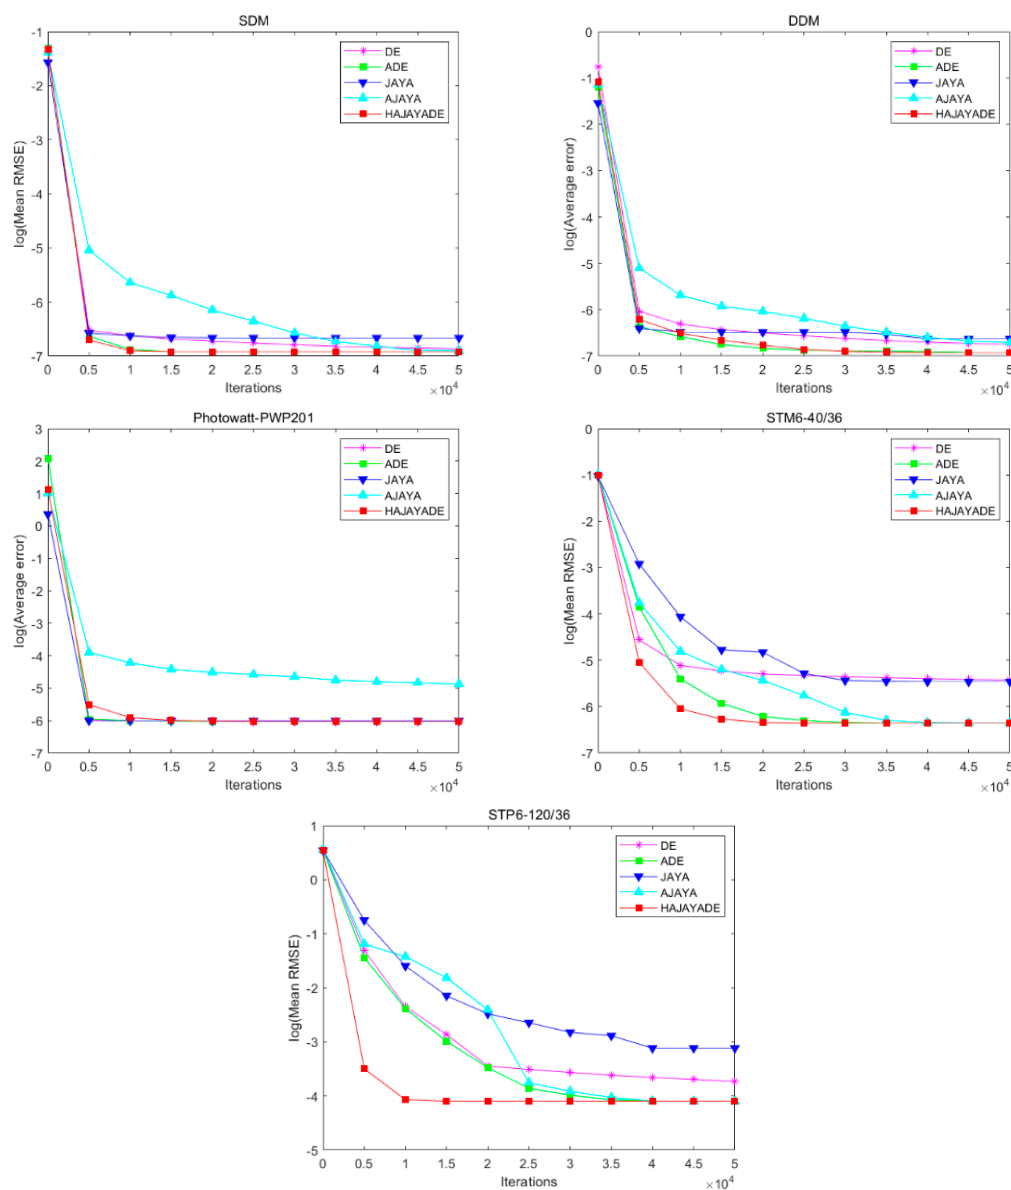 SDM
log(Mean RMSE)
-1
-2
-3
-4
-5
-6
-7
DE
ADE
JAYA
AJAYA
HAJAYADE
0 0.5 1 1.5 2 2.5 3 3.5 4 4.5 5
Iterations
×10^4
DDM
log(Average error)
0
-1
-2
-3
-4
-5
-6
-7
DE
ADE
JAYA
AJAYA
HAJAYADE
0 0.5 1 1.5 2 2.5 3 3.5 4 4.5 5
Iterations
×10^4
Photowatt-PWP201
log(Average error)
3
2
1
0
-1
-2
-3
-4
-5
-6
-7
DE
ADE
JAYA
AJAYA
HAJAYADE
0 0.5 1 1.5 2 2.5 3 3.5 4 4.5 5
Iterations
×10^4
STM6-40/36
log(Mean RMSE)
0
-1
-2
-3
-4
-5
-6
-7
DE
ADE
JAYA
AJAYA
HAJAYADE
0 0.5 1 1.5 2 2.5 3 3.5 4 4.5 5
Iterations
×10^4
STP6-120/36
log(Mean RMSE)
1
0
-1
-2
-3
-4
-5
DE
ADE
JAYA
AJAYA
HAJAYADE
0 0.5 1 1.5 2 2.5 3 3.5 4 4.5 5
Iterations
×10^4